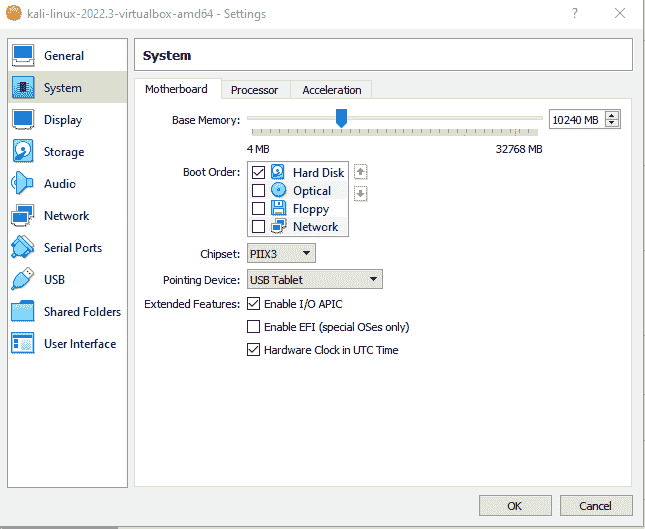 kali-linux-2022.3-virtualbox-amd64 - Settings
?
General
System
Display
Storage
Audio
Network
Serial Ports
USB
Shared Folders
User Interface
System
Motherboard Processor Acceleration
Base Memory: 10240 MB
4 MB 32768 MB
Boot Order: Hard Disk
Optical
Floppy
Network
Chipset: PIIX3
Pointing Device: USB Tablet
Extended Features: Enable I/O APIC
Enable EFI (special OSes only)
Hardware Clock in UTC Time
OK Cancel